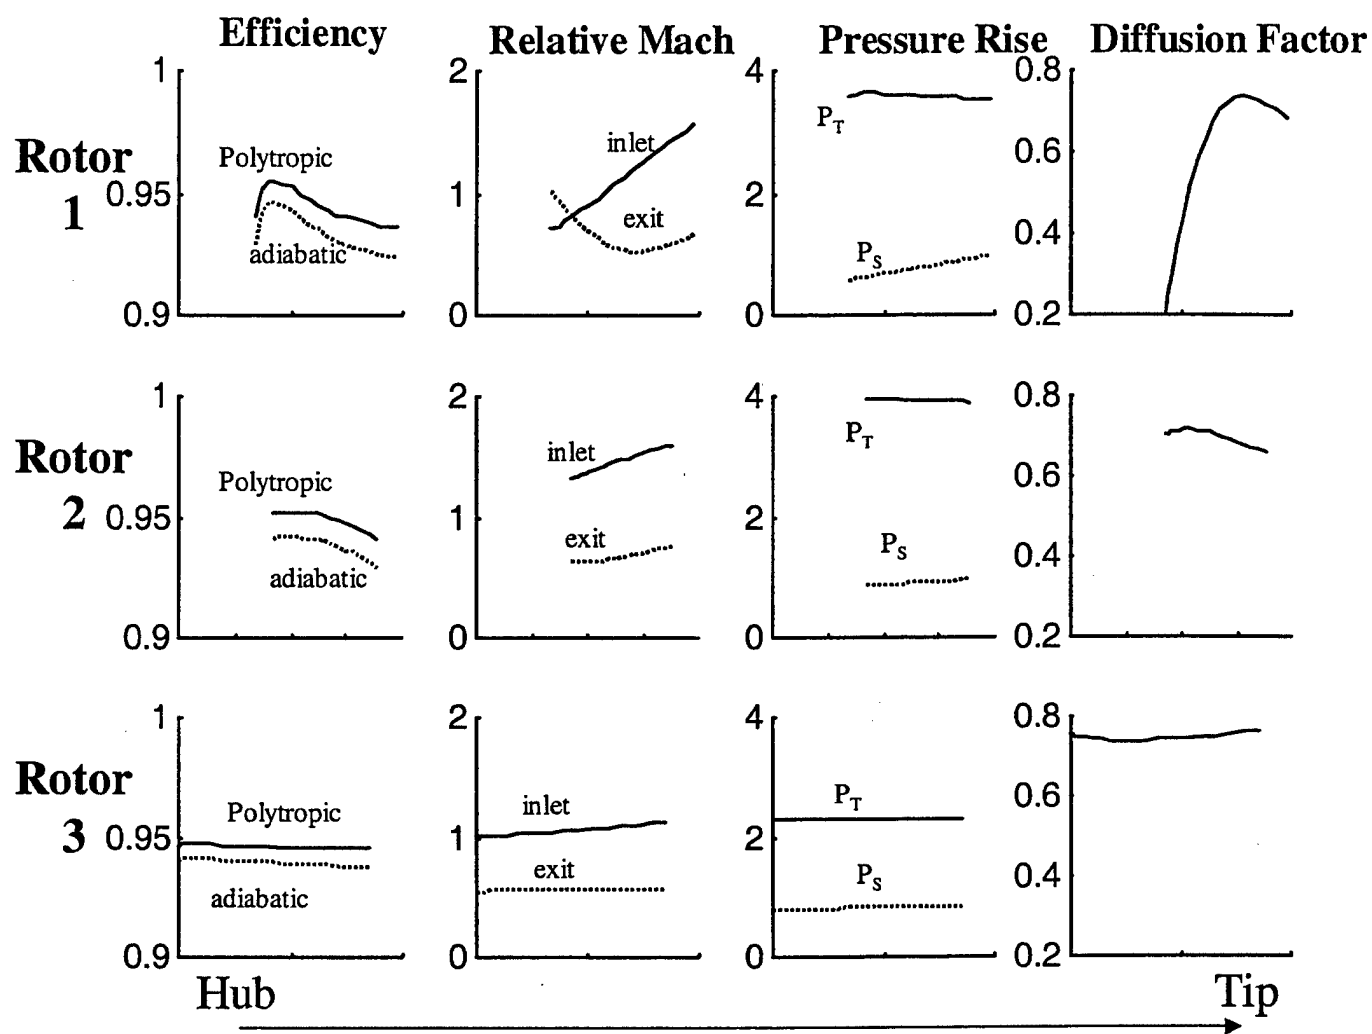 Efficiency
Relative Mach
Pressure Rise
Diffusion Factor
Rotor
1
1
0.95
0.9
Polytropic
adiabatic
2
1
0
inlet
exit
4
2
0
P_T
P_S
0.8
0.6
0.4
0.2
Rotor
2
1
0.95
0.9
Polytropic
adiabatic
2
1
0
inlet
exit
4
2
0
P_T
P_S
0.8
0.6
0.4
0.2
Rotor
3
1
0.95
0.9
Polytropic
adiabatic
2
1
0
inlet
exit
4
2
0
P_T
P_S
0.8
0.6
0.4
0.2
Hub
Tip